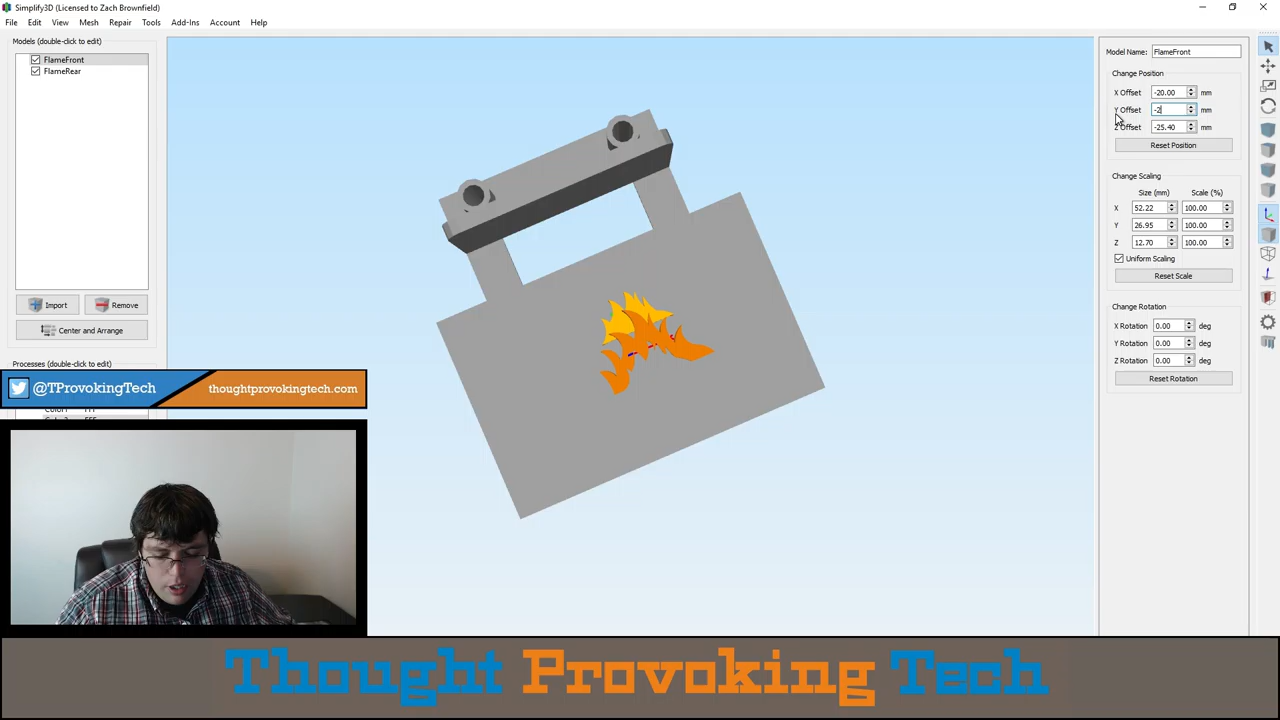 Simplify3D (Licensed to Zach Brownfield)
File Edit View Mesh Repair Tools Add-Ins Account Help
Models (double-click to edit)
FlameFront
FlameRear
Import Remove
Center and Arrange
Processes (double-click to edit)
@TProvokingTech thoughtprovokingtech.com
Model Name: FlameFront
Change Position
X Offset -20.00 mm
Y Offset -2 mm
Z Offset -25.40 mm
Reset Position
Change Scaling
Size (mm) Scale (%)
X 52.22 100.00
Y 26.95 100.00
Z 12.70 100.00
Uniform Scaling
Reset Scale
Change Rotation
X Rotation 0.00 deg
Y Rotation 0.00 deg
Z Rotation 0.00 deg
Reset Rotation
Thought Provoking Tech